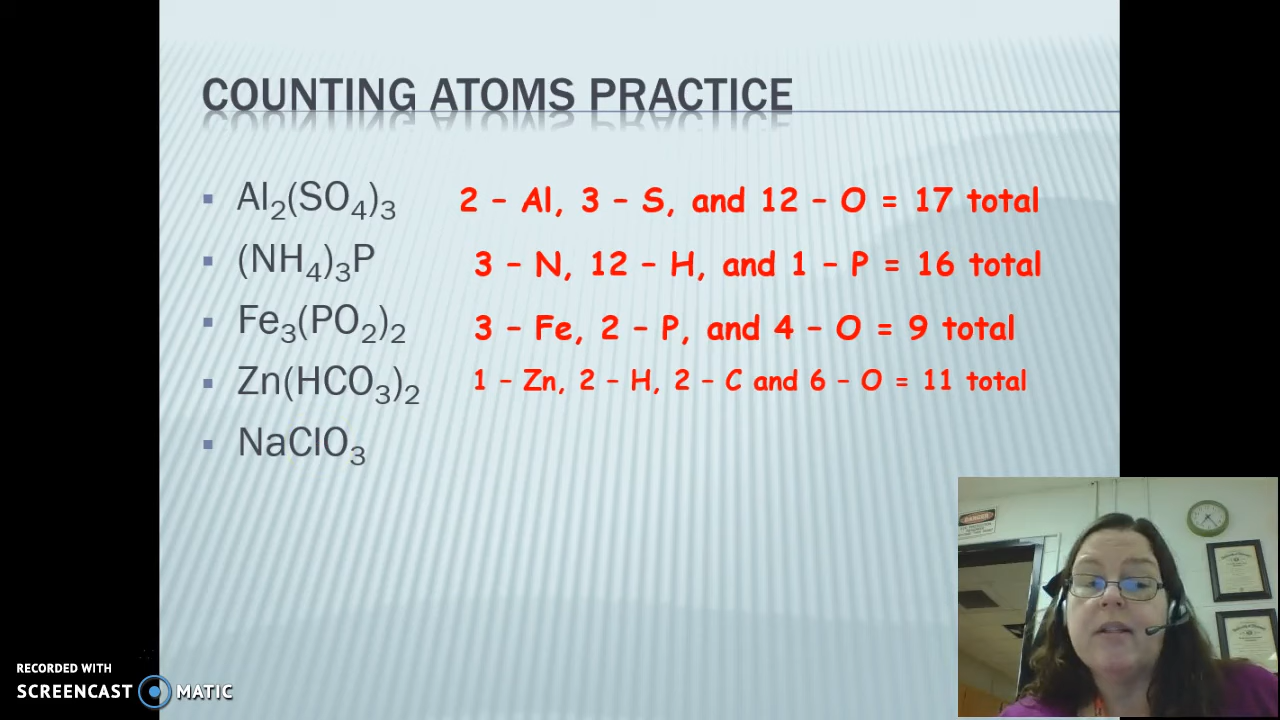 COUNTING ATOMS PRACTICE
▪ Al₂(SO₄)₃ 2 – Al, 3 – S, and 12 – O = 17 total
▪ (NH₄)₃P 3 – N, 12 – H, and 1 – P = 16 total
▪ Fe₃(PO₂)₂ 3 – Fe, 2 – P, and 4 – O = 9 total
▪ Zn(HCO₃)₂ 1 – Zn, 2 – H, 2 – C and 6 – O = 11 total
▪ NaClO₃
DANGER
RECORDED WITH
SCREENCAST MATIC